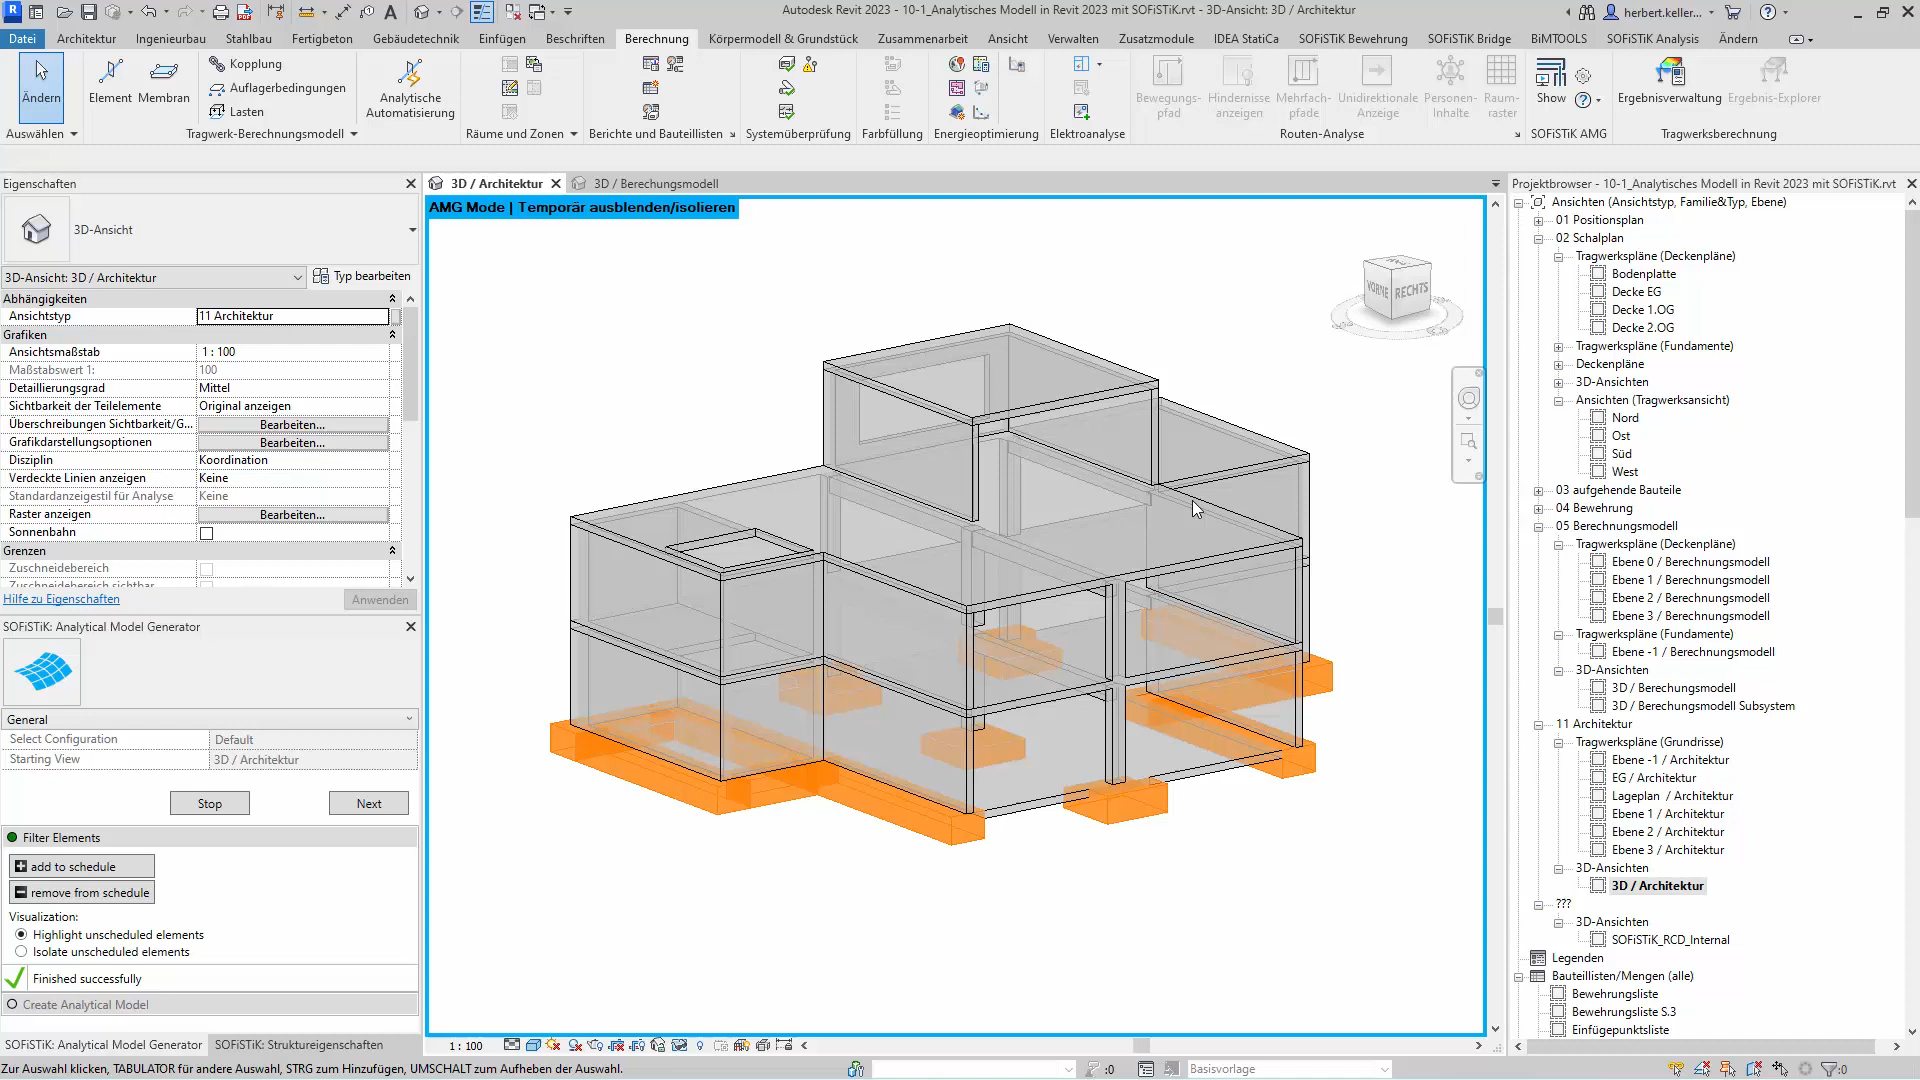 Autodesk Revit 2023 - 10-1_Analytisches Modell in Revit 2023 mit SOFiSTiK.rvt - 3D-Ansicht: 3D / Architektur
herbert.keller...
Datei Architektur Ingenieurbau Stahlbau Fertigbeton Gebäudetechnik Einfügen Beschriften Berechnung Körpermodell & Grundstück Zusammenarbeit Ansicht Verwalten Zusatzmodule IDEA StatiCa SOFiSTiK Bewehrung SOFiSTiK Bridge BiMTOOLS SOFiSTiK Analysis Ändern
Ändern
Element
Membran
Kopplung
Auflagerbedingungen
Lasten
Analytische
Automatisierung
Bewegungs-
pfad
Hindernisse
anzeigen
Mehrfach-
pfade
Unidirektionale
Anzeige
Personen-
Inhalte
Raum-
raster
Show
Ergebnisverwaltung
Ergebnis-Explorer
Auswählen
Tragwerk-Berechnungsmodell
Räume und Zonen
Berichte und Bauteillisten
Systemüberprüfung
Farbfüllung
Energieoptimierung
Elektroanalyse
Routen-Analyse
SOFiSTiK AMG
Tragwerksberechnung
Eigenschaften
3D-Ansicht
3D-Ansicht: 3D / Architektur
Typ bearbeiten
Abhängigkeiten
Ansichtstyp 11 Architektur
Grafiken
Ansichtsmaßstab 1 : 100
Maßstabswert 1: 100
Detaillierungsgrad Mittel
Sichtbarkeit der Teilelemente Original anzeigen
Überschreibungen Sichtbarkeit/G... Bearbeiten...
Grafikdarstellungsoptionen Bearbeiten...
Disziplin Koordination
Verdeckte Linien anzeigen Keine
Standardanzeigestil für Analyse Keine
Raster anzeigen Bearbeiten...
Sonnenbahn
Grenzen
Zuschneidebereich
Zuschneidebereich sichtbar
Hilfe zu Eigenschaften
Anwenden
SOFiSTiK: Analytical Model Generator
General
Select Configuration Default
Starting View 3D / Architektur
Stop
Next
Filter Elements
add to schedule
remove from schedule
Visualization:
Highlight unscheduled elements
Isolate unscheduled elements
Finished successfully
Create Analytical Model
SOFiSTiK: Analytical Model Generator
SOFiSTiK: Struktureigenschaften
3D / Architektur
3D / Berechungsmodell
AMG Mode | Temporär ausblenden/isolieren
VORNE
RECHTS
1 : 100
Projektbrowser - 10-1_Analytisches Modell in Revit 2023 mit SOFiSTiK.rvt
Ansichten (Ansichtstyp, Familie&Typ, Ebene)
01 Positionsplan
02 Schalplan
Tragwerkspläne (Deckenpläne)
Bodenplatte
Decke EG
Decke 1.OG
Decke 2.OG
Tragwerkspläne (Fundamente)
Deckenpläne
3D-Ansichten
Ansichten (Tragwerksansicht)
Nord
Ost
Süd
West
03 aufgehende Bauteile
04 Bewehrung
05 Berechnungsmodell
Tragwerkspläne (Deckenpläne)
Ebene 0 / Berechnungsmodell
Ebene 1 / Berechnungsmodell
Ebene 2 / Berechnungsmodell
Ebene 3 / Berechnungsmodell
Tragwerkspläne (Fundamente)
Ebene -1 / Berechnungsmodell
3D-Ansichten
3D / Berechungsmodell
3D / Berechungsmodell Subsystem
11 Architektur
Tragwerkspläne (Grundrisse)
Ebene -1 / Architektur
EG / Architektur
Lageplan / Architektur
Ebene 1 / Architektur
Ebene 2 / Architektur
Ebene 3 / Architektur
3D-Ansichten
3D / Architektur
???
3D-Ansichten
SOFiSTiK_RCD_Internal
Legenden
Bauteillisten/Mengen (alle)
Bewehrungsliste
Bewehrungsliste S.3
Einfügepunktsliste
Zur Auswahl klicken, TABULATOR für andere Auswahl, STRG zum Hinzufügen, UMSCHALT zum Aufheben der Auswahl.
:0
Basisvorlage
:0